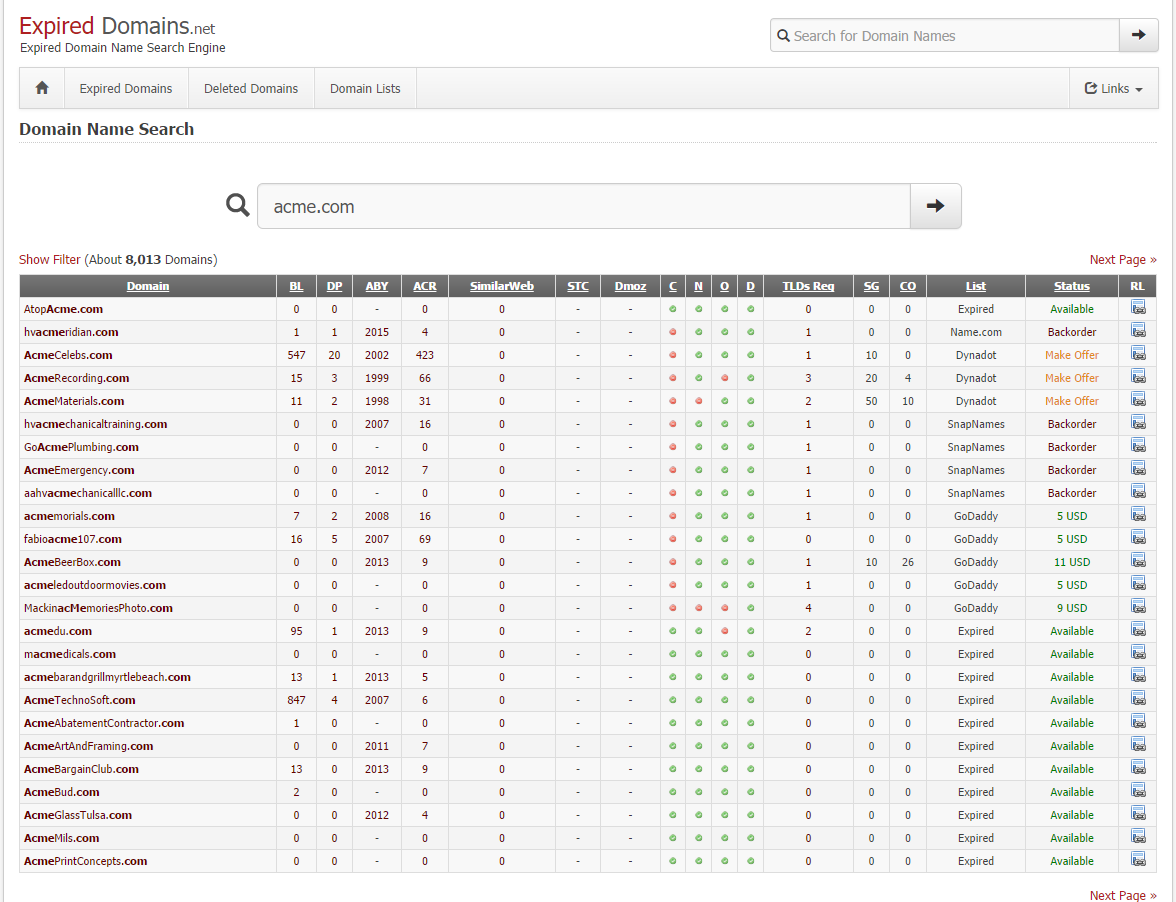 Expired Domains.net
Expired Domain Name Search Engine
Search for Domain Names
Expired Domains Deleted Domains Domain Lists Links
Domain Name Search
acme.com
Show Filter (About 8,013 Domains) Next Page »
Domain BL DP ABY ACR SimilarWeb STC Dmoz C N O D TLDs Reg SG CO List Status RL
AtopAcme.com 0 0 - 0 0 - - 0 0 0 Expired Available
hvacmeridian.com 1 1 2015 4 0 - - 1 0 0 Name.com Backorder
AcmeCelebs.com 547 20 2002 423 0 - - 1 10 0 Dynadot Make Offer
AcmeRecording.com 15 3 1999 66 0 - - 3 20 4 Dynadot Make Offer
AcmeMaterials.com 11 2 1998 31 0 - - 2 50 10 Dynadot Make Offer
hvacmechanicaltraining.com 0 0 2007 16 0 - - 1 0 0 SnapNames Backorder
GoAcmePlumbing.com 0 0 - 0 0 - - 1 0 0 SnapNames Backorder
AcmeEmergency.com 0 0 2012 7 0 - - 1 0 0 SnapNames Backorder
aahvacmechanicalllc.com 0 0 - 0 0 - - 1 0 0 SnapNames Backorder
acmemorials.com 7 2 2008 16 0 - - 1 0 0 GoDaddy 5 USD
fabioacme107.com 16 5 2007 69 0 - - 1 0 0 GoDaddy 5 USD
AcmeBeerBox.com 0 0 2013 9 0 - - 1 10 26 GoDaddy 11 USD
acmeledoutdoormovies.com 0 0 - 0 0 - - 1 0 0 GoDaddy 5 USD
MackinacMemoriesPhoto.com 0 0 - 0 0 - - 4 0 0 GoDaddy 9 USD
acmedu.com 95 1 2013 9 0 - - 2 0 0 Expired Available
macmedicals.com 0 0 - 0 0 - - 0 0 0 Expired Available
acmebarandgrillmyrtlebeach.com 13 1 2013 5 0 - - 0 0 0 Expired Available
AcmeTechnoSoft.com 847 4 2007 6 0 - - 0 0 0 Expired Available
AcmeAbatementContractor.com 1 0 - 0 0 - - 0 0 0 Expired Available
AcmeArtAndFraming.com 0 0 2011 7 0 - - 0 0 0 Expired Available
AcmeBargainClub.com 13 0 2013 9 0 - - 0 0 0 Expired Available
AcmeBud.com 2 0 - 0 0 - - 0 0 0 Expired Available
AcmeGlassTulsa.com 0 0 2012 4 0 - - 0 0 0 Expired Available
AcmeMils.com 0 0 - 0 0 - - 0 0 0 Expired Available
AcmePrintConcepts.com 0 0 - 0 0 - - 0 0 0 Expired Available
Next Page »